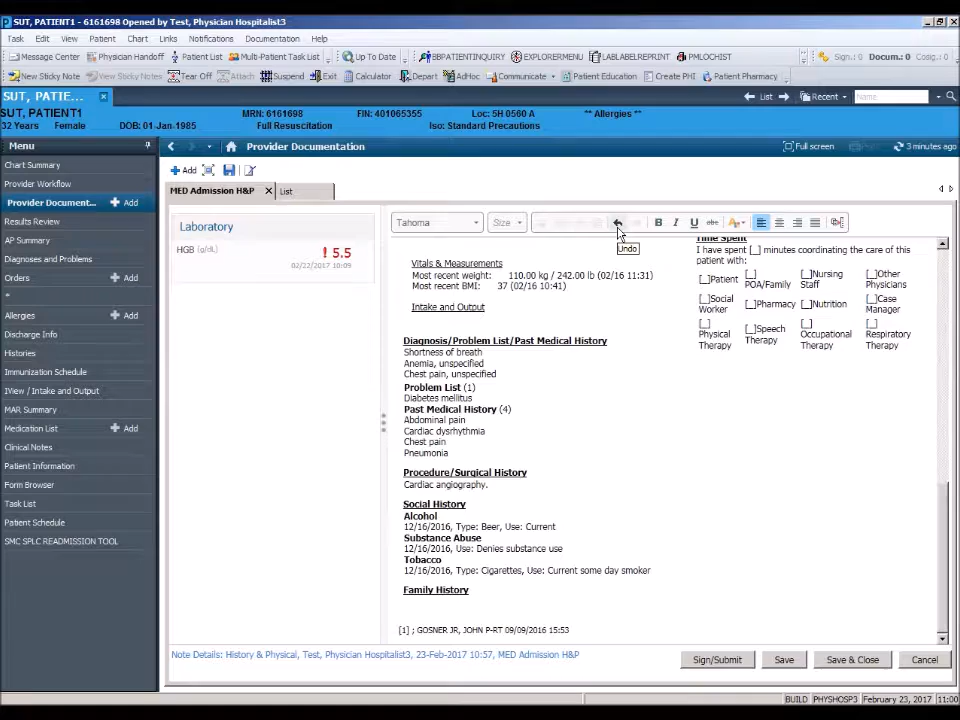 SUT, PATIENT1 - 6161698 Opened by Test, Physician Hospitalist3
Task Edit View Patient Chart Links Notifications Documentation Help
Message Center Physician Handoff Patient List Multi-Patient Task List Up To Date BBPATIENTINQUIRY EXPLORERMENU LABLABELREPRINT PMLOCHIST Sign.: 0 Docum.: 0 Cosig.: 0
New Sticky Note View Sticky Notes Tear Off Attach Suspend Exit Calculator Depart AdHoc Communicate Patient Education Create PHI Patient Pharmacy
SUT, PATIE... List Recent Name
SUT, PATIENT1 MRN: 6161698 FIN: 401065355 Loc: 5H 0560 A ** Allergies **
32 Years Female DOB: 01-Jan-1985 Full Resuscitation Iso: Standard Precautions
Menu
Provider Documentation
Full screen
3 minutes ago
Chart Summary
Provider Workflow
Provider Document... Add
Results Review
AP Summary
Diagnoses and Problems
Orders Add
*
Allergies Add
Discharge Info
Histories
Immunization Schedule
IView / Intake and Output
MAR Summary
Medication List Add
Clinical Notes
Patient Information
Form Browser
Task List
Patient Schedule
SMC SPLC READMISSION TOOL
Add
MED Admission H&P List
Laboratory
HGB (g/dL) ! 5.5
02/22/2017 10:09
Tahoma Size B I U abc A
Undo
Vitals & Measurements
Most recent weight: 110.00 kg / 242.00 lb (02/16 11:31)
Most recent BMI: 37 (02/16 10:41)
Intake and Output
Diagnosis/Problem List/Past Medical History
Shortness of breath
Anemia, unspecified
Chest pain, unspecified
Problem List (1)
Diabetes mellitus
Past Medical History (4)
Abdominal pain
Cardiac dysrhythmia
Chest pain
Pneumonia
Procedure/Surgical History
Cardiac angiography.
Social History
Alcohol
12/16/2016, Type: Beer, Use: Current
Substance Abuse
12/16/2016, Use: Denies substance use
Tobacco
12/16/2016, Type: Cigarettes, Use: Current some day smoker
Family History
[1] ; GOSNER JR, JOHN P-RT 09/09/2016 15:53
Time Spent
I have spent [_] minutes coordinating the care of this
patient with:
[_]Patient [_]POA/Family [_]Nursing Staff [_]Other Physicians
[_]Social Worker [_]Pharmacy [_]Nutrition [_]Case Manager
[_]Physical Therapy [_]Speech Therapy [_]Occupational Therapy [_]Respiratory Therapy
Note Details: History & Physical, Test, Physician Hospitalist3, 23-Feb-2017 10:57, MED Admission H&P
Sign/Submit Save Save & Close Cancel
BUILD PHYSHOSP3 February 23, 2017 11:00